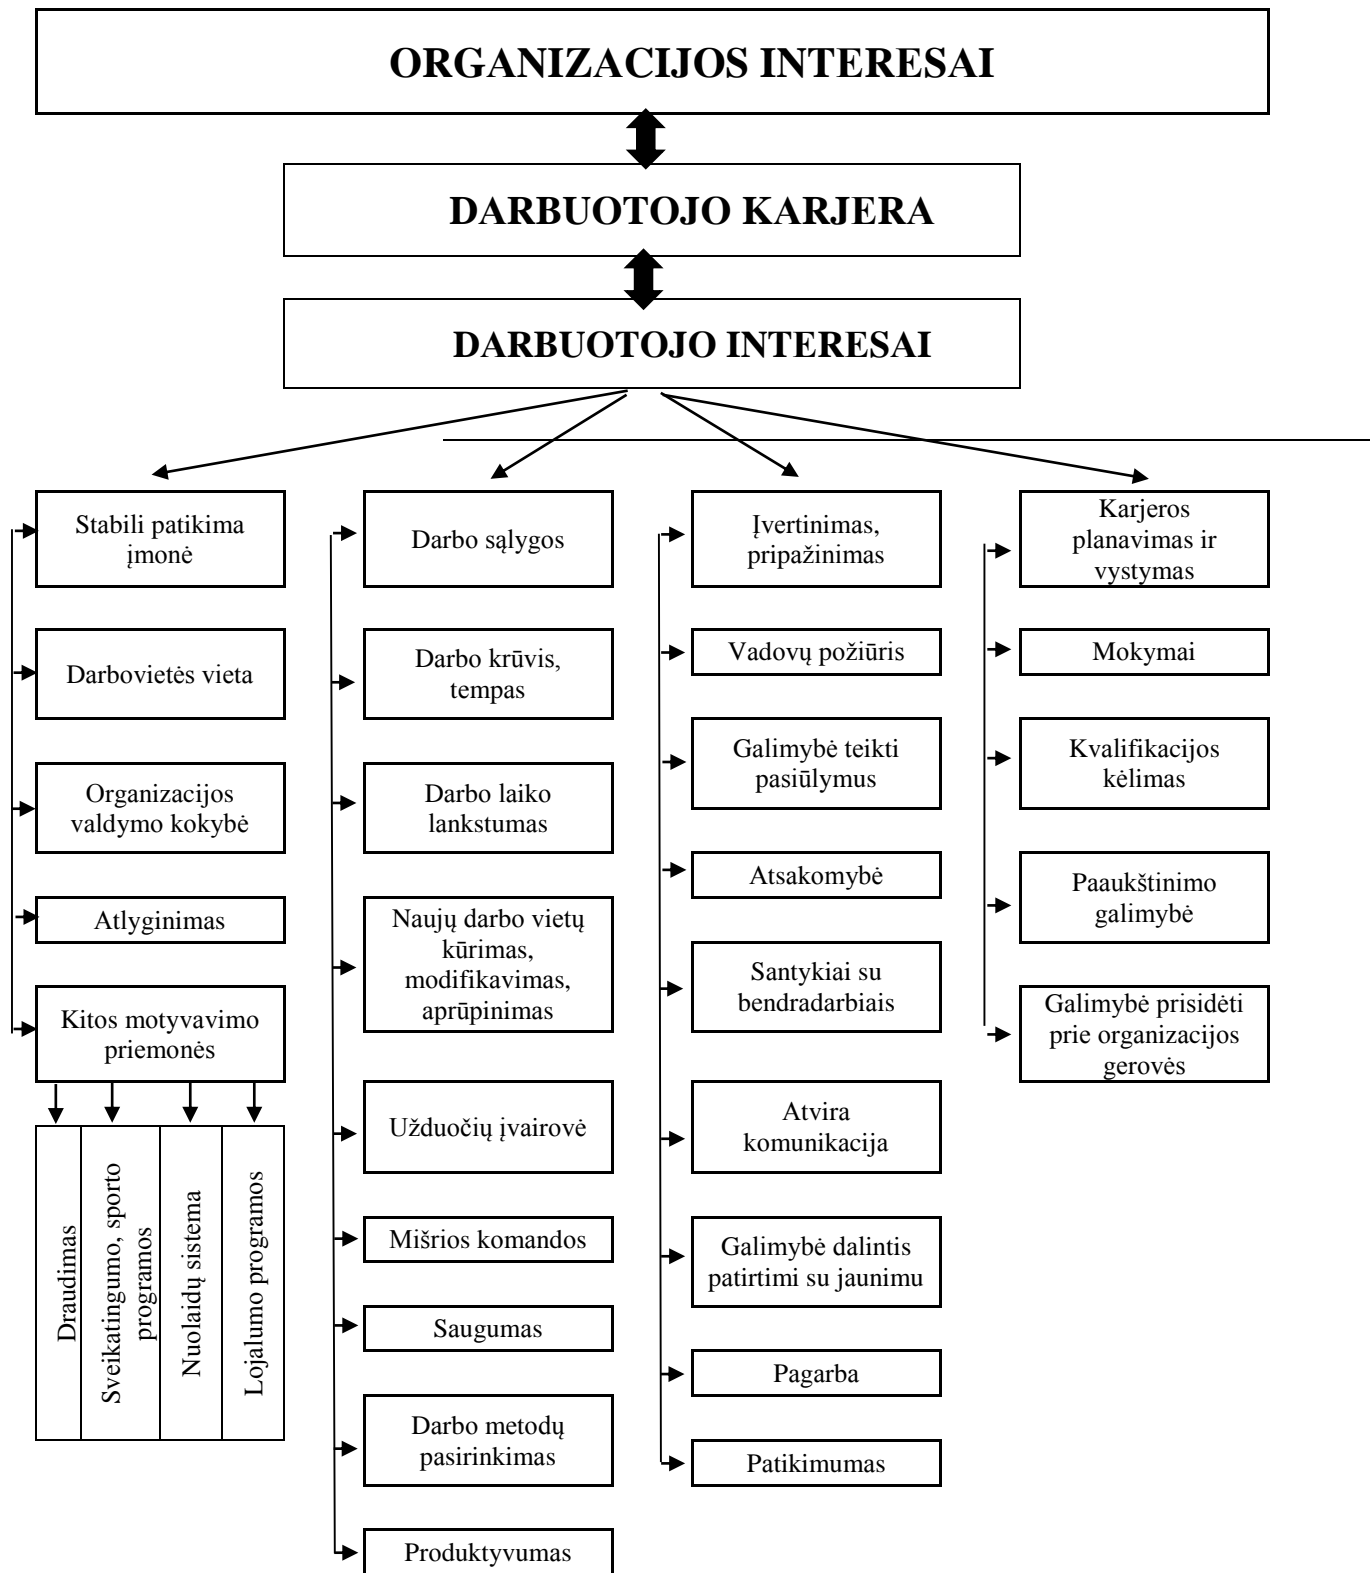 ORGANIZACIJOS INTERESAI
DARBUOTOJO KARJERA
DARBUOTOJO INTERESAI
Stabili patikima
įmonė
Darbovietės vieta
Organizacijos
valdymo kokybė
Atlyginimas
Kitos motyvavimo
priemonės
Draudimas
Sveikatingumo, sporto
programos
Nuolaidų sistema
Lojalumo programos
Darbo sąlygos
Darbo krūvis,
tempas
Darbo laiko
lankstumas
Naujų darbo vietų
kūrimas,
modifikavimas,
aprūpinimas
Užduočių įvairovė
Mišrios komandos
Saugumas
Darbo metodų
pasirinkimas
Produktyvumas
Įvertinimas,
pripažinimas
Vadovų požiūris
Galimybė teikti
pasiūlymus
Atsakomybė
Santykiai su
bendradarbiais
Atvira
komunikacija
Galimybė dalintis
patirtimi su jaunimu
Pagarba
Patikimumas
Karjeros
planavimas ir
vystymas
Mokymai
Kvalifikacijos
kėlimas
Paaukštinimo
galimybė
Galimybė prisidėti
prie organizacijos
gerovės